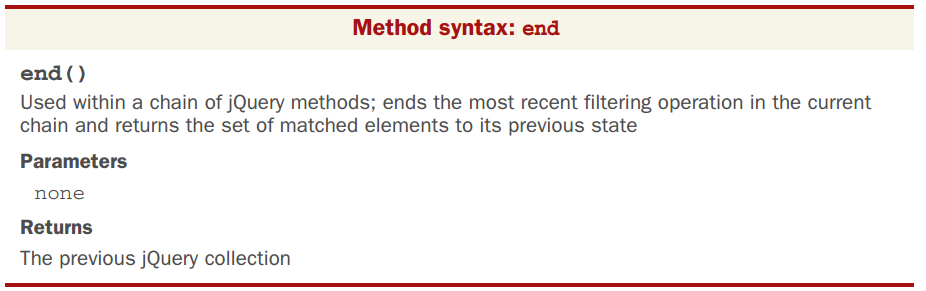 Method syntax: end
end()
Used within a chain of jQuery methods; ends the most recent filtering operation in the current
chain and returns the set of matched elements to its previous state
Parameters
none
Returns
The previous jQuery collection